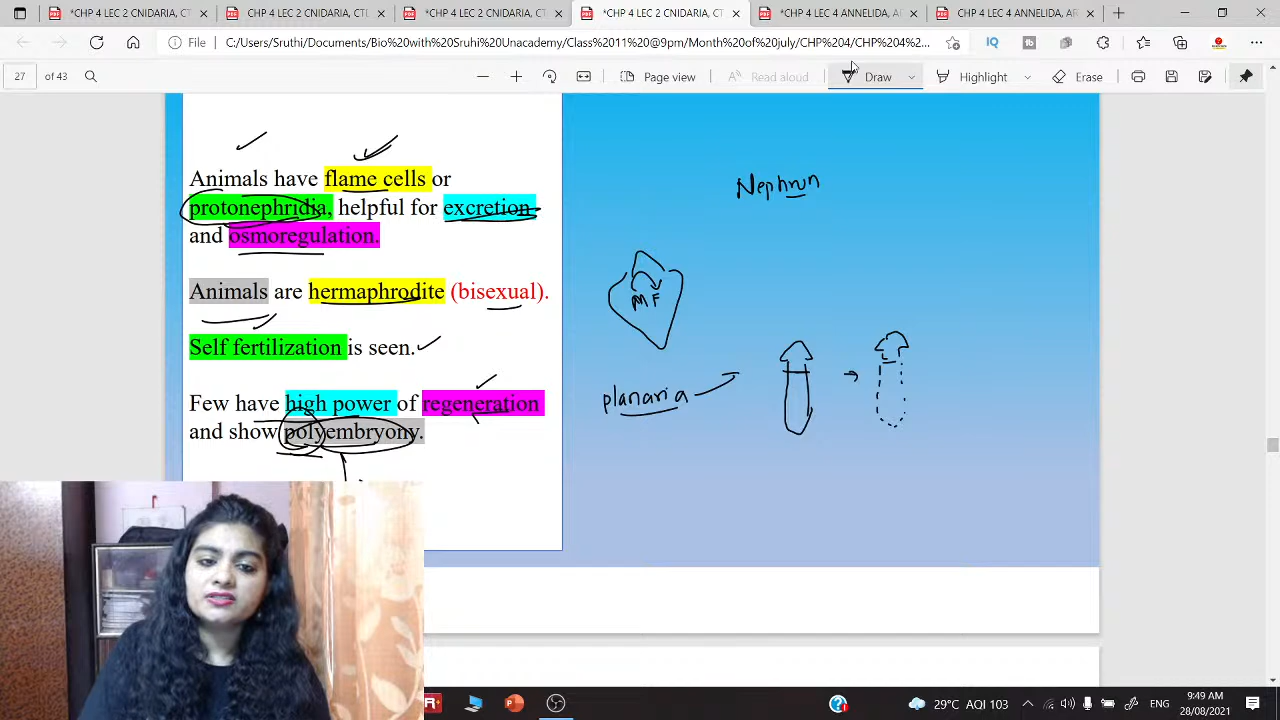 *CHP 4 LEC 2 CNIDARIA, CT
*CHP 4 LEC 2 CNIDARIA, CTL
*CHP 4 LEC 2 CNIDARIA, CT
*CHP 4 LEC 2 CNIDARIA, CT
*CHP 4 LEC 4 ANNELIDA, AR
*CHP 4 LEC 4 ANNELIDA, AR
File C:/Users/Sruthi/Documents/Bio%20with%20Sruhi%20Unacademy/Class%2011%20@9pm/Month%20of%20july/CHP%204/CHP%204%2...
27 of 43
Page view
Read aloud
Draw
Highlight
Erase
Animals have flame cells or
protonephridia, helpful for excretion
and osmoregulation.
Animals are hermaphrodite (bisexual).
Self fertilization is seen.
Few have high power of regeneration
and show polyembryony.
Nephrun
M F
planaria
29°C AQI 103
ENG
9:49 AM
28/08/2021